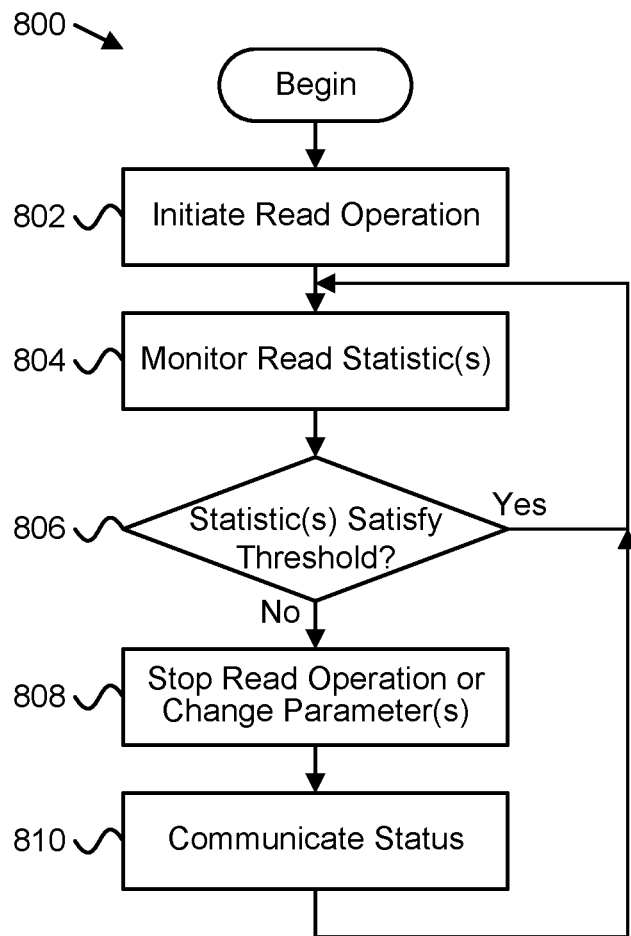 800
Begin
802
Initiate Read Operation
804
Monitor Read Statistic(s)
806
Statistic(s) Satisfy
Threshold?
Yes
No
808
Stop Read Operation or
Change Parameter(s)
810
Communicate Status